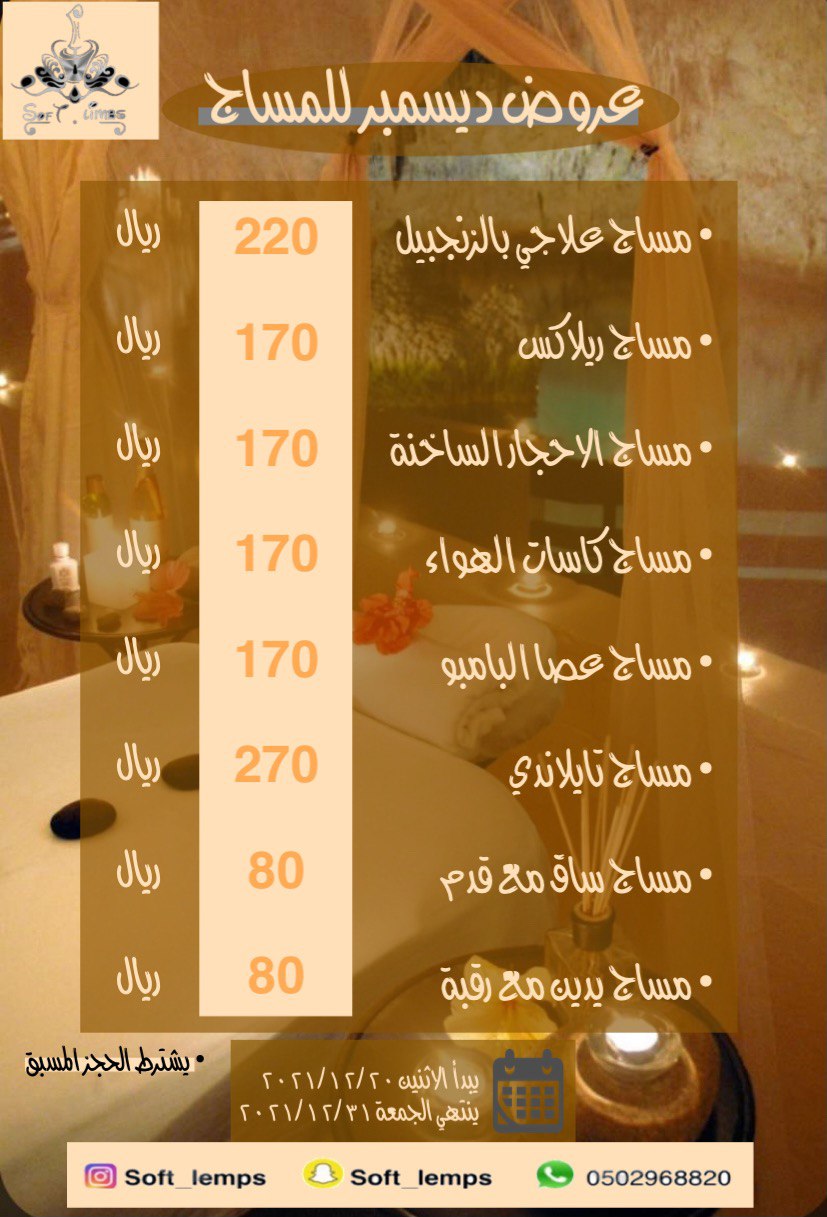 SOFT . limps
عروض ديسمبر للمساج
• مساج علاجي بالزنجبيل 220 ريال
• مساج ريلاكس 170 ريال
• مساج الاحجار الساخنة 170 ريال
• مساج كاسات الهواء 170 ريال
• مساج عصا البامبو 170 ريال
• مساج تايلاندي 270 ريال
• مساج ساق مع قدم 80 ريال
• مساج يدين مع رقبة 80 ريال
• يشترط الحجز المسبق
يبدأ الاثنين ٢٠٢١/١٢/٢٠
ينتهي الجمعة ٢٠٢١/١٢/٣١
Soft_lemps Soft_lemps 0502968820